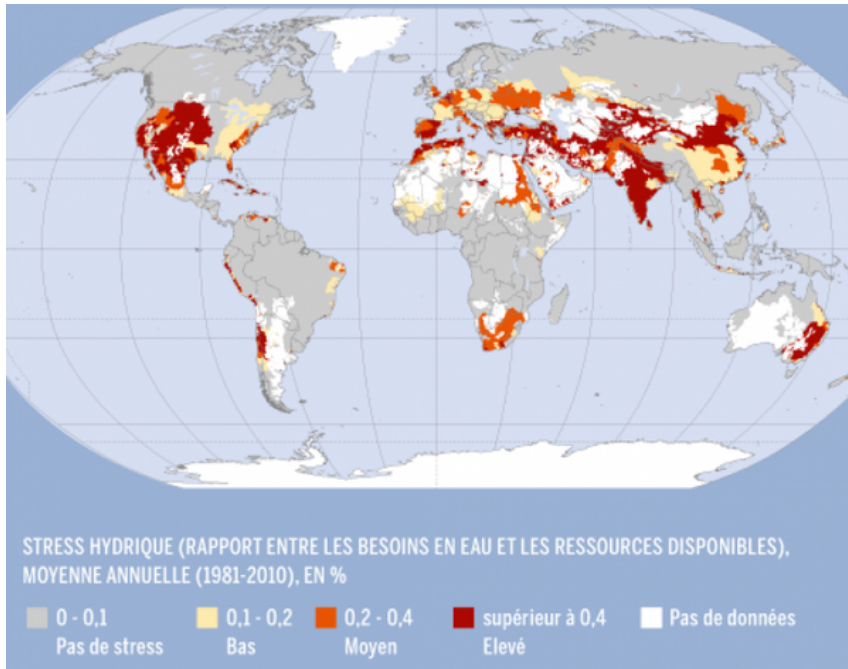 STRESS HYDRIQUE (RAPPORT ENTRE LES BESOINS EN EAU ET LES RESSOURCES DISPONIBLES),
MOYENNE ANNUELLE (1981-2010), EN %
0 - 0,1
Pas de stress
0,1 - 0,2
Bas
0,2 - 0,4
Moyen
supérieur à 0,4
Elevé
Pas de données